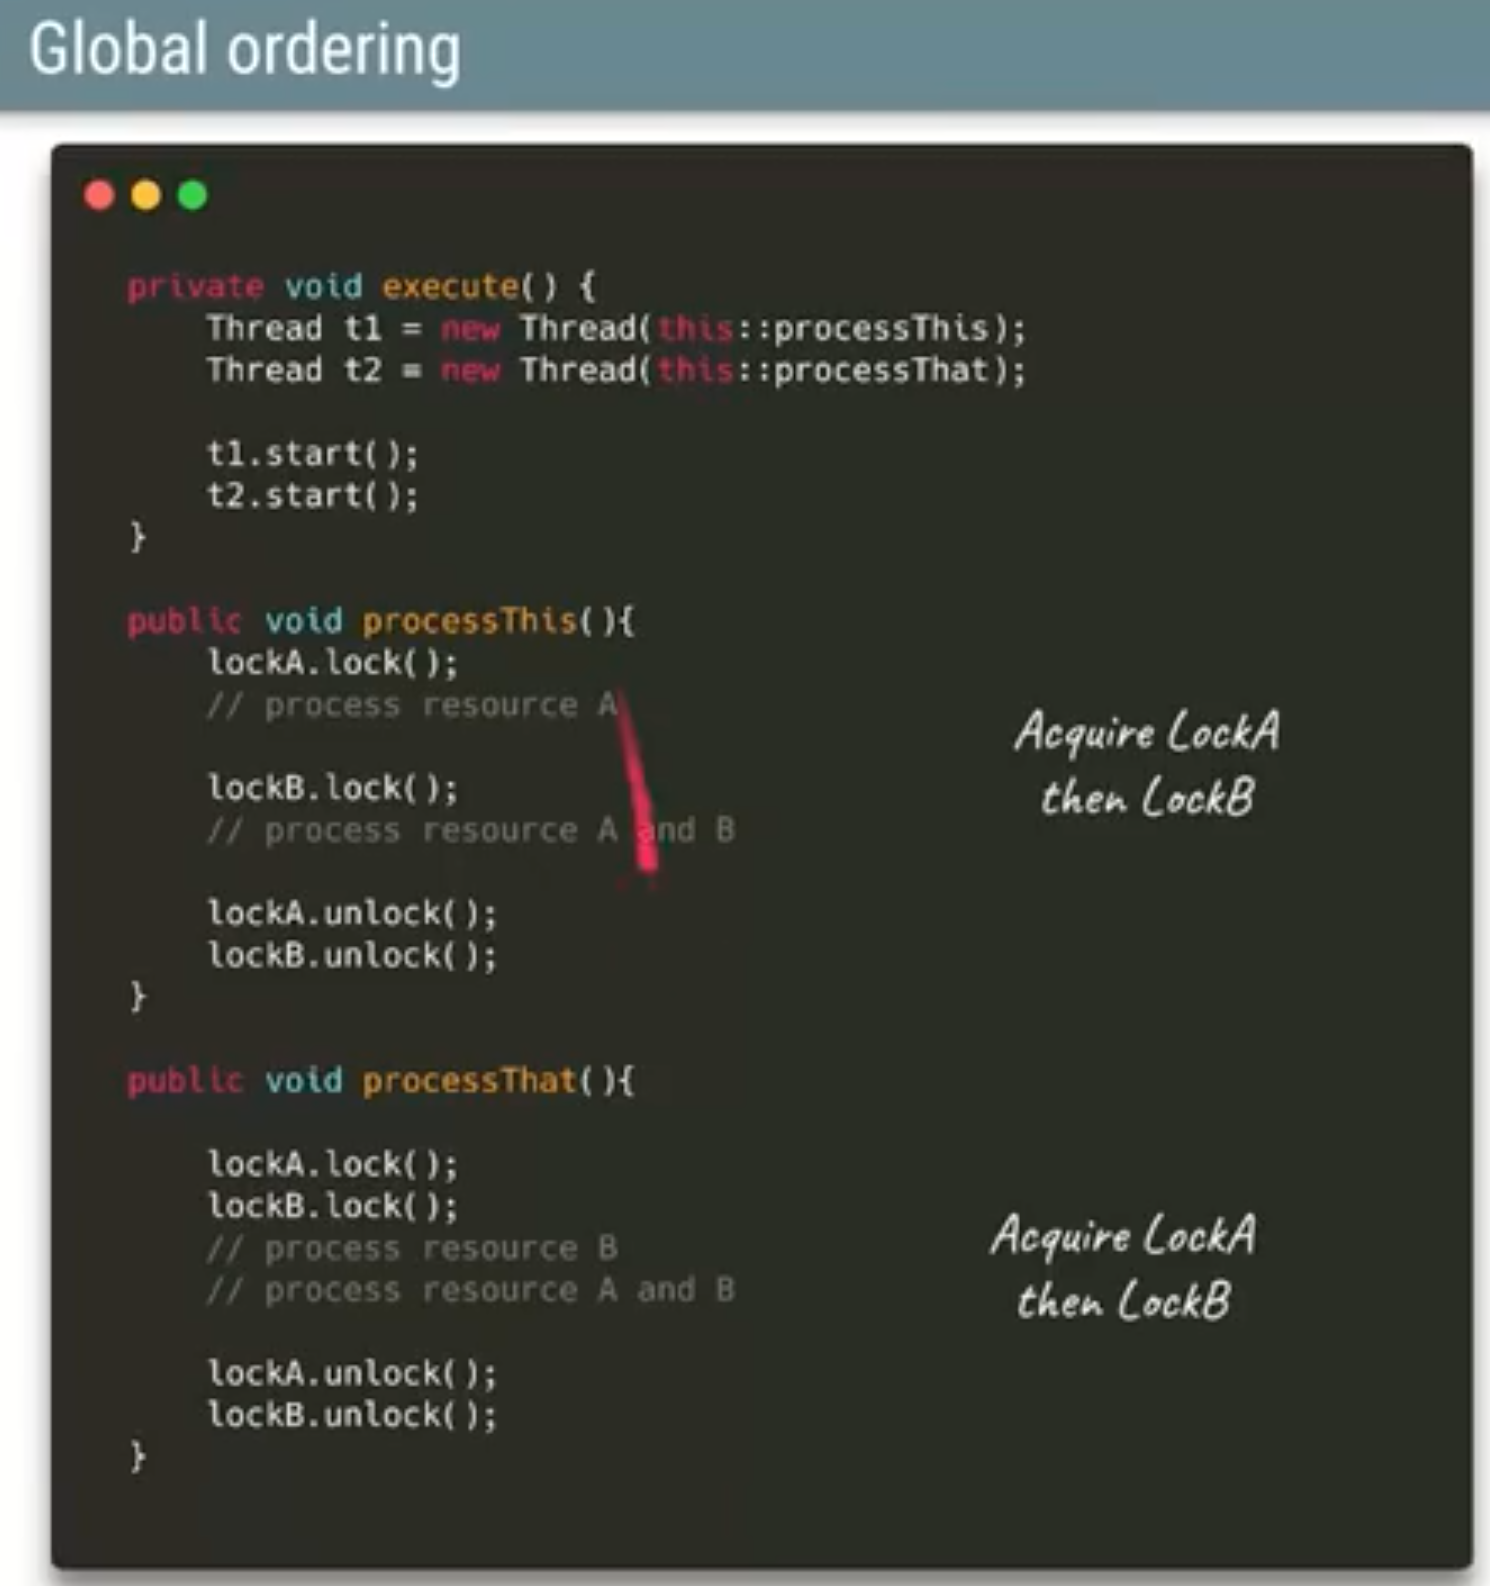 Global ordering
private void execute() {
    Thread t1 = new Thread(this::processThis);
    Thread t2 = new Thread(this::processThat);
    t1.start();
    t2.start();
}
public void processThis(){
    lockA.lock();
    // process resource A
    lockB.lock();
    // process resource A and B
    lockA.unlock();
    lockB.unlock();
}
Acquire LockA
then LockB
public void processThat(){
    lockA.lock();
    lockB.lock();
    // process resource B
    // process resource A and B
    lockA.unlock();
    lockB.unlock();
}
Acquire LockA
then LockB